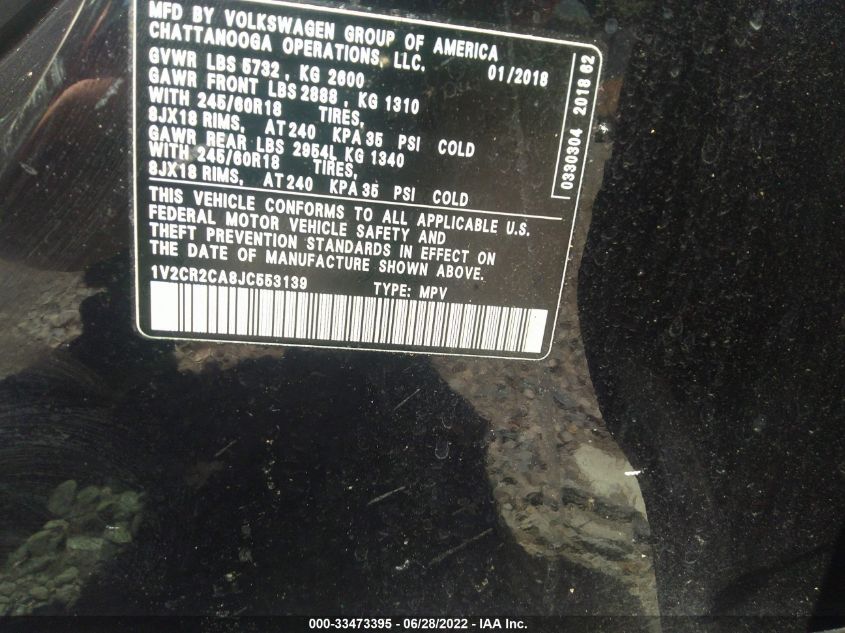 MFD BY VOLKSWAGEN GROUP OF AMERICA
CHATTANOOGA OPERATIONS, LLC.
01/2018
GVWR LBS 5732, KG 2600
GAWR FRONT LBS 2888, KG 1310
WITH 245/60R18 TIRES,
8JX18 RIMS, AT 240 KPA 35 PSI COLD
GAWR REAR LBS 2954L KG 1340
WITH 245/60R18 TIRES,
8JX18 RIMS, AT 240 KPA 35 PSI COLD
THIS VEHICLE CONFORMS TO ALL APPLICABLE U.S.
FEDERAL MOTOR VEHICLE SAFETY AND
THEFT PREVENTION STANDARDS IN EFFECT ON
THE DATE OF MANUFACTURE SHOWN ABOVE.
1V2CR2CA8JC553139 TYPE: MPV
0330304 2018 62
000-33473395 - 06/28/2022 - IAA Inc.